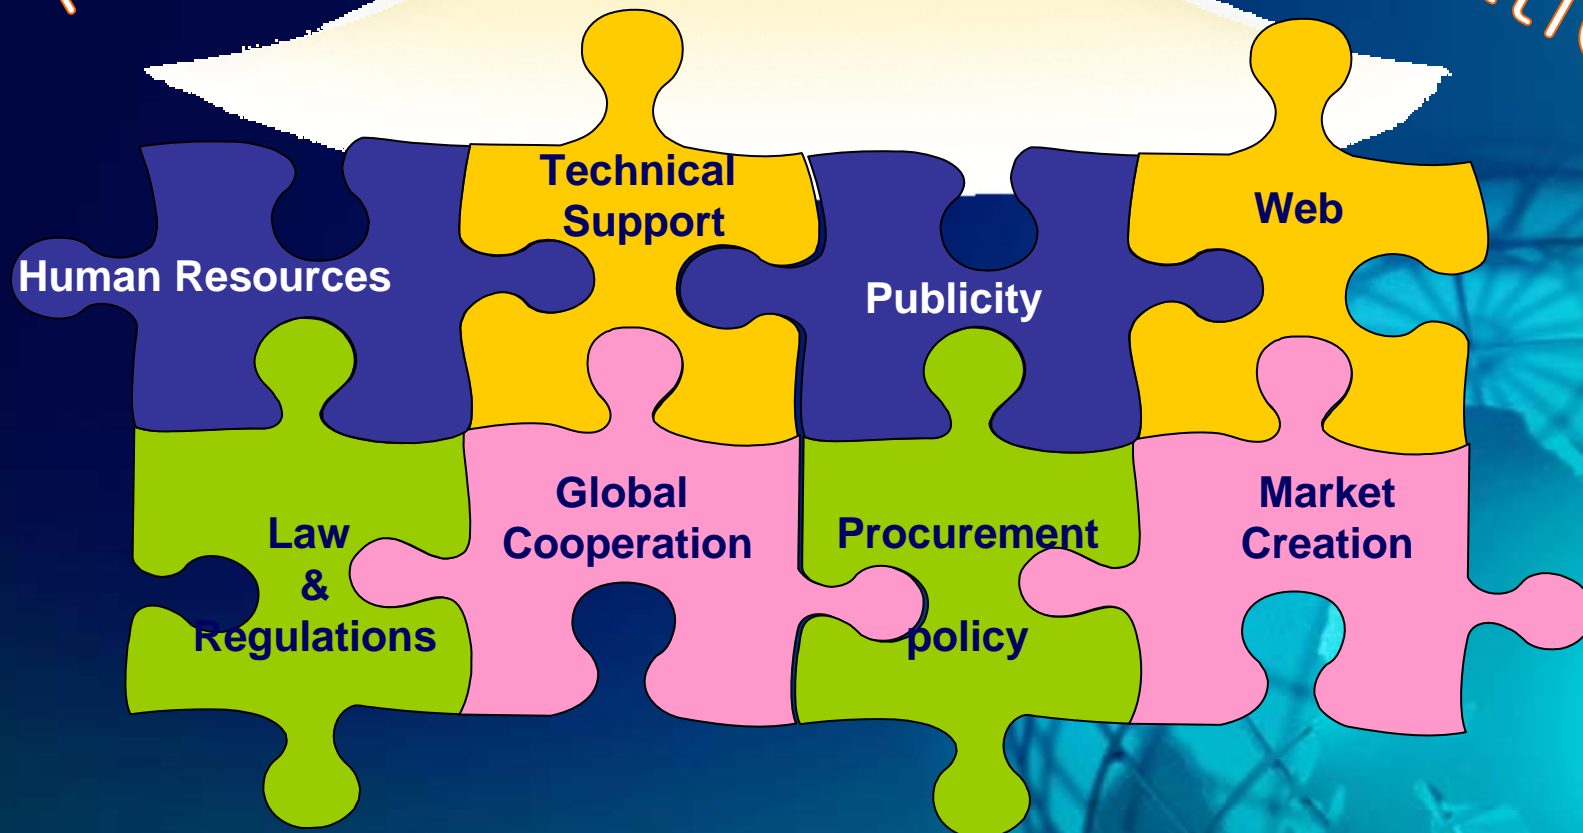 Technical
Support
Web
Human Resources
Publicity
Global
Cooperation
Market
Creation
Law
&
Regulations
Procurement
policy